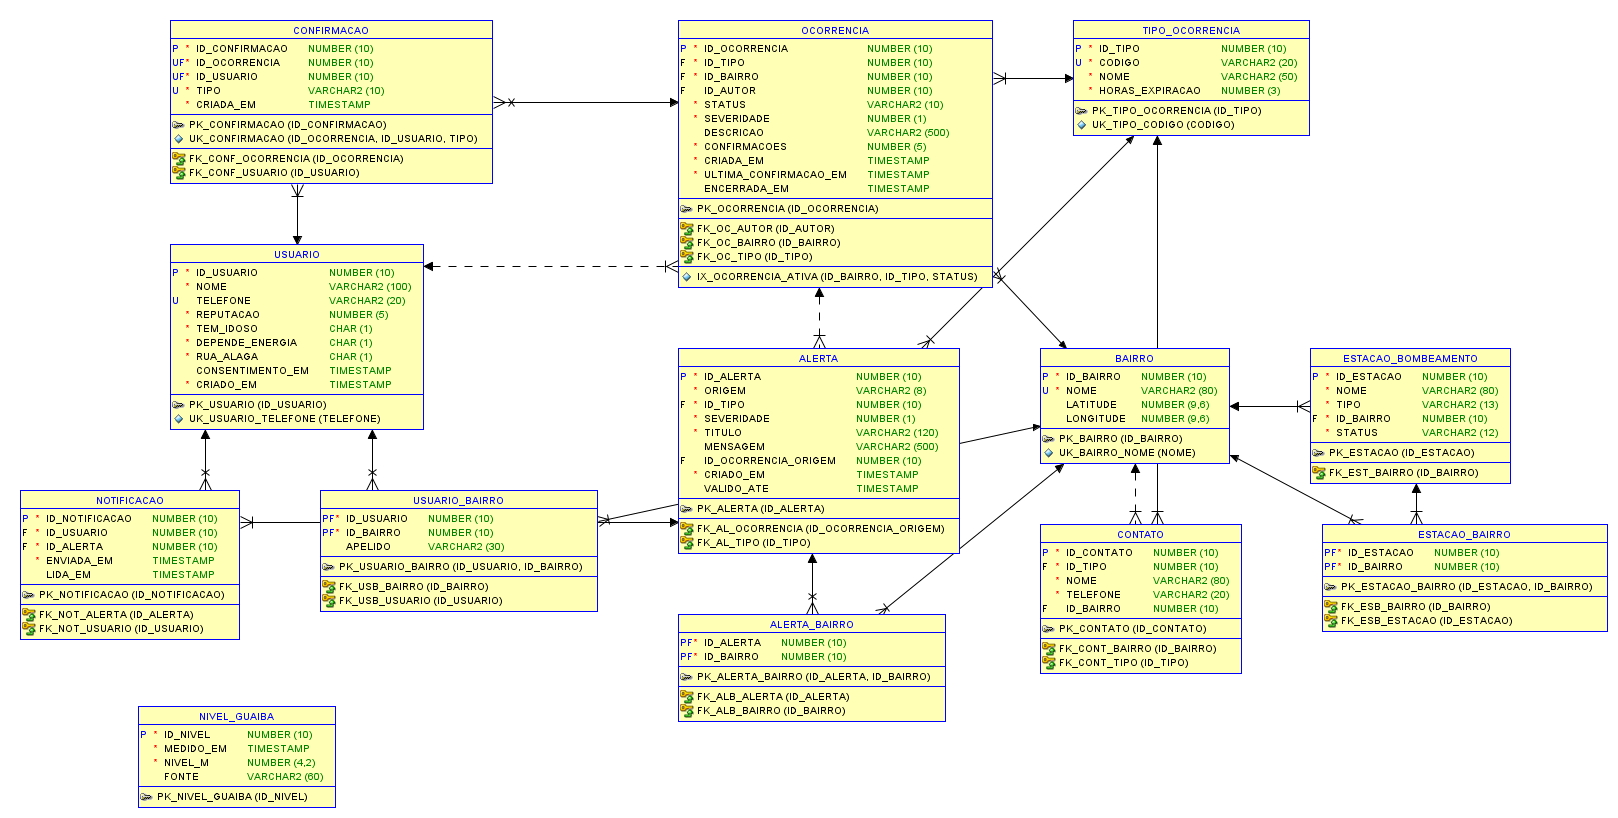 CONFIRMACAO
P * ID_CONFIRMACAO NUMBER (10)
UF* ID_OCORRENCIA NUMBER (10)
UF* ID_USUARIO NUMBER (10)
U * TIPO VARCHAR2 (10)
* CRIADA_EM TIMESTAMP
PK_CONFIRMACAO (ID_CONFIRMACAO)
UK_CONFIRMACAO (ID_OCORRENCIA, ID_USUARIO, TIPO)
FK_CONF_OCORRENCIA (ID_OCORRENCIA)
FK_CONF_USUARIO (ID_USUARIO)
OCORRENCIA
P * ID_OCORRENCIA NUMBER (10)
F * ID_TIPO NUMBER (10)
F * ID_BAIRRO NUMBER (10)
F ID_AUTOR NUMBER (10)
* STATUS VARCHAR2 (10)
* SEVERIDADE NUMBER (1)
DESCRICAO VARCHAR2 (500)
* CONFIRMACOES NUMBER (5)
* CRIADA_EM TIMESTAMP
* ULTIMA_CONFIRMACAO_EM TIMESTAMP
ENCERRADA_EM TIMESTAMP
PK_OCORRENCIA (ID_OCORRENCIA)
FK_OC_AUTOR (ID_AUTOR)
FK_OC_BAIRRO (ID_BAIRRO)
FK_OC_TIPO (ID_TIPO)
IX_OCORRENCIA_ATIVA (ID_BAIRRO, ID_TIPO, STATUS)
TIPO_OCORRENCIA
P * ID_TIPO NUMBER (10)
U * CODIGO VARCHAR2 (20)
* NOME VARCHAR2 (50)
* HORAS_EXPIRACAO NUMBER (3)
PK_TIPO_OCORRENCIA (ID_TIPO)
UK_TIPO_CODIGO (CODIGO)
USUARIO
P * ID_USUARIO NUMBER (10)
* NOME VARCHAR2 (100)
U TELEFONE VARCHAR2 (20)
* REPUTACAO NUMBER (5)
* TEM_IDOSO CHAR (1)
* DEPENDE_ENERGIA CHAR (1)
* RUA_ALAGA CHAR (1)
CONSENTIMENTO_EM TIMESTAMP
* CRIADO_EM TIMESTAMP
PK_USUARIO (ID_USUARIO)
UK_USUARIO_TELEFONE (TELEFONE)
ALERTA
P * ID_ALERTA NUMBER (10)
* ORIGEM VARCHAR2 (8)
F * ID_TIPO NUMBER (10)
* SEVERIDADE NUMBER (1)
* TITULO VARCHAR2 (120)
MENSAGEM VARCHAR2 (500)
F ID_OCORRENCIA_ORIGEM NUMBER (10)
* CRIADO_EM TIMESTAMP
VALIDO_ATE TIMESTAMP
PK_ALERTA (ID_ALERTA)
FK_AL_OCORRENCIA (ID_OCORRENCIA_ORIGEM)
FK_AL_TIPO (ID_TIPO)
BAIRRO
P * ID_BAIRRO NUMBER (10)
U * NOME VARCHAR2 (80)
LATITUDE NUMBER (9,6)
LONGITUDE NUMBER (9,6)
PK_BAIRRO (ID_BAIRRO)
UK_BAIRRO_NOME (NOME)
ESTACAO_BOMBEAMENTO
P * ID_ESTACAO NUMBER (10)
* NOME VARCHAR2 (80)
* TIPO VARCHAR2 (13)
F * ID_BAIRRO NUMBER (10)
* STATUS VARCHAR2 (12)
PK_ESTACAO (ID_ESTACAO)
FK_EST_BAIRRO (ID_BAIRRO)
NOTIFICACAO
P * ID_NOTIFICACAO NUMBER (10)
F * ID_USUARIO NUMBER (10)
F * ID_ALERTA NUMBER (10)
* ENVIADA_EM TIMESTAMP
LIDA_EM TIMESTAMP
PK_NOTIFICACAO (ID_NOTIFICACAO)
FK_NOT_ALERTA (ID_ALERTA)
FK_NOT_USUARIO (ID_USUARIO)
USUARIO_BAIRRO
PF* ID_USUARIO NUMBER (10)
PF* ID_BAIRRO NUMBER (10)
APELIDO VARCHAR2 (30)
PK_USUARIO_BAIRRO (ID_USUARIO, ID_BAIRRO)
FK_USB_BAIRRO (ID_BAIRRO)
FK_USB_USUARIO (ID_USUARIO)
CONTATO
P * ID_CONTATO NUMBER (10)
F * ID_TIPO NUMBER (10)
* NOME VARCHAR2 (80)
* TELEFONE VARCHAR2 (20)
F ID_BAIRRO NUMBER (10)
PK_CONTATO (ID_CONTATO)
FK_CONT_BAIRRO (ID_BAIRRO)
FK_CONT_TIPO (ID_TIPO)
ESTACAO_BAIRRO
PF* ID_ESTACAO NUMBER (10)
PF* ID_BAIRRO NUMBER (10)
PK_ESTACAO_BAIRRO (ID_ESTACAO, ID_BAIRRO)
FK_ESB_BAIRRO (ID_BAIRRO)
FK_ESB_ESTACAO (ID_ESTACAO)
ALERTA_BAIRRO
PF* ID_ALERTA NUMBER (10)
PF* ID_BAIRRO NUMBER (10)
PK_ALERTA_BAIRRO (ID_ALERTA, ID_BAIRRO)
FK_ALB_ALERTA (ID_ALERTA)
FK_ALB_BAIRRO (ID_BAIRRO)
NIVEL_GUAIBA
P * ID_NIVEL NUMBER (10)
* MEDIDO_EM TIMESTAMP
* NIVEL_M NUMBER (4,2)
FONTE VARCHAR2 (60)
PK_NIVEL_GUAIBA (ID_NIVEL)